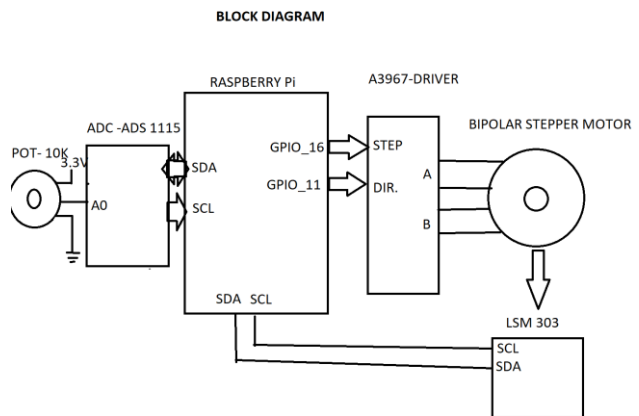 BLOCK DIAGRAM
RASPBERRY Pi
A3967-DRIVER
ADC -ADS 1115
BIPOLAR STEPPER MOTOR
POT- 10K
3.3V
A0
SDA
SCL
GPIO_16
GPIO_11
STEP
DIR.
A
B
SDA SCL
LSM 303
SCL
SDA